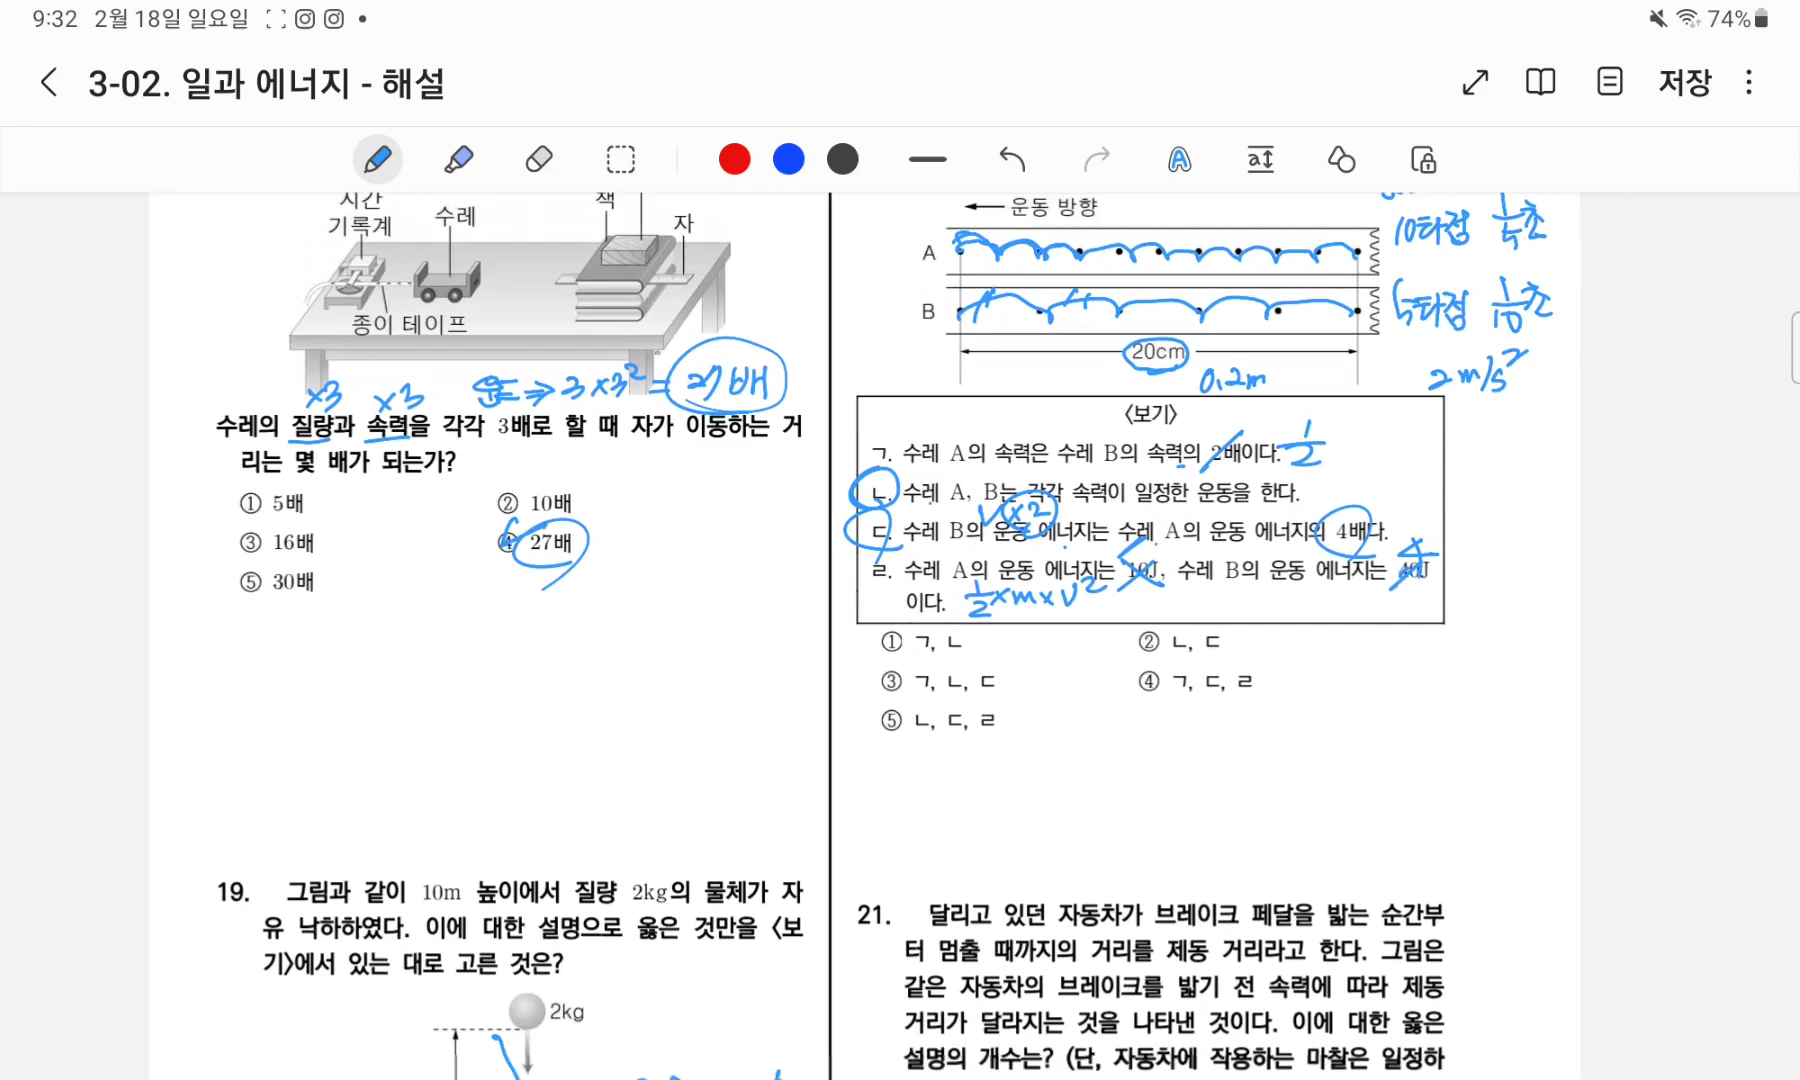 9:32 2월 18일 일요일
74%
3-02. 일과 에너지 - 해설
저장
시간
기록계
수레
책
자
종이 테이프
×3 ×3 운E ⇒ 3×3² = 27배
수레의 질량과 속력을 각각 3배로 할 때 자가 이동하는 거
리는 몇 배가 되는가?
① 5배 ② 10배
③ 16배 ④ 27배
⑤ 30배
19. 그림과 같이 10m 높이에서 질량 2kg의 물체가 자
유 낙하하였다. 이에 대한 설명으로 옳은 것만을 〈보
기〉에서 있는 대로 고른 것은?
2kg
운동 방향
A
10타점 1/5초
B
5타점 1/10초
20cm
0.2m
2m/s²
〈보기〉
ㄱ. 수레 A의 속력은 수레 B의 속력의 2배이다. 1/2
ㄴ. 수레 A, B는 각각 속력이 일정한 운동을 한다.
v×2
ㄷ. 수레 B의 운동 에너지는 수레 A의 운동 에너지의 4배다.
ㄹ. 수레 A의 운동 에너지는 10J, 수레 B의 운동 에너지는 40J
이다. 1/2×m×v²
① ㄱ, ㄴ ② ㄴ, ㄷ
③ ㄱ, ㄴ, ㄷ ④ ㄱ, ㄷ, ㄹ
⑤ ㄴ, ㄷ, ㄹ
21. 달리고 있던 자동차가 브레이크 페달을 밟는 순간부
터 멈출 때까지의 거리를 제동 거리라고 한다. 그림은
같은 자동차의 브레이크를 밟기 전 속력에 따라 제동
거리가 달라지는 것을 나타낸 것이다. 이에 대한 옳은
설명의 개수는? (단, 자동차에 작용하는 마찰은 일정하